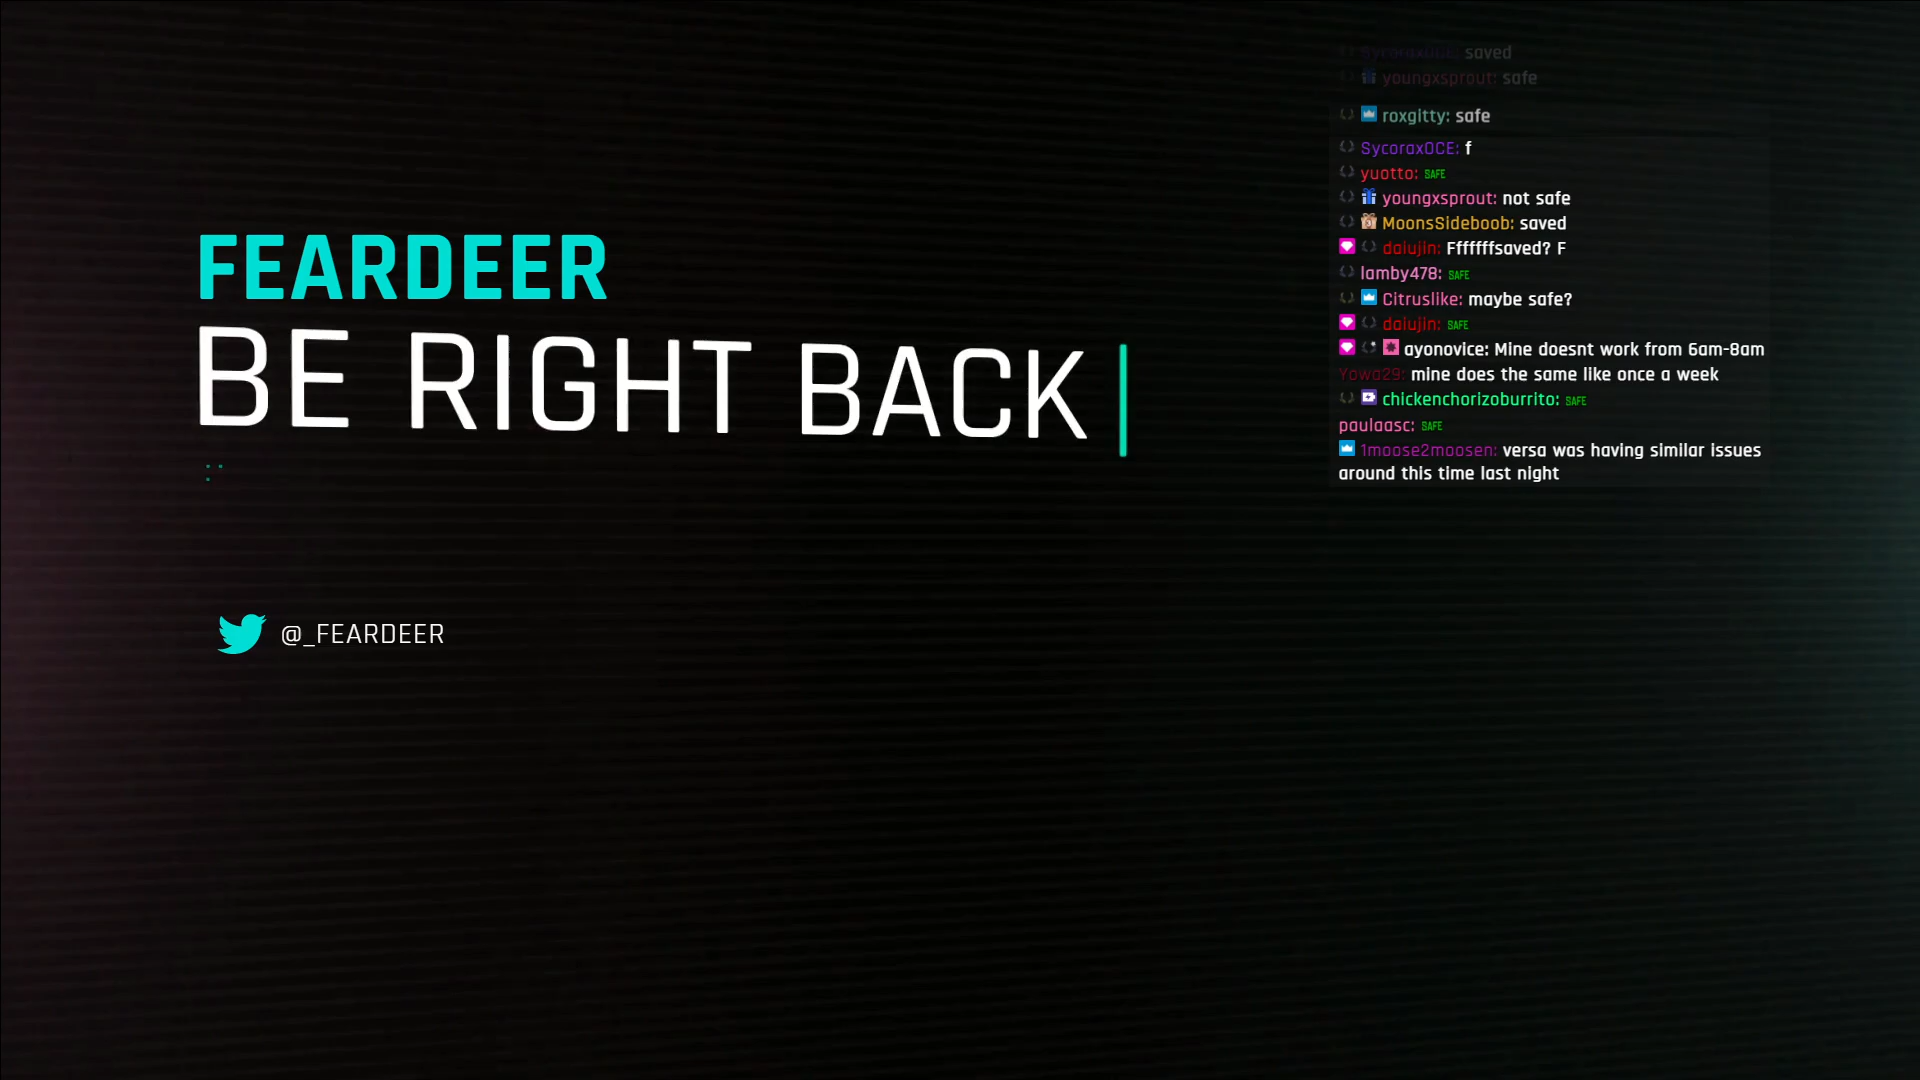 FEARDEER
BE RIGHT BACK
@_FEARDEER
SycoraxOCE: saved
youngxsprout: safe
roxgitty: safe
SycoraxOCE: f
yuotto: SAFE
youngxsprout: not safe
MoonsSideboob: saved
dalujin: Fffffffsaved? F
lamby478: SAFE
Citruslike: maybe safe?
dalujin: SAFE
ayonovice: Mine doesnt work from 6am-8am
Yowa29: mine does the same like once a week
chickenchorizoburrito: SAFE
paulaasc: SAFE
1moose2moosen: versa was having similar issues
around this time last night